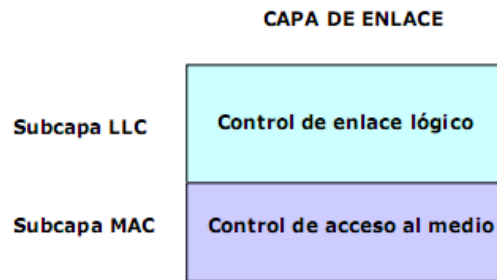 CAPA DE ENLACE
Subcapa LLC
Control de enlace lógico
Subcapa MAC
Control de acceso al medio